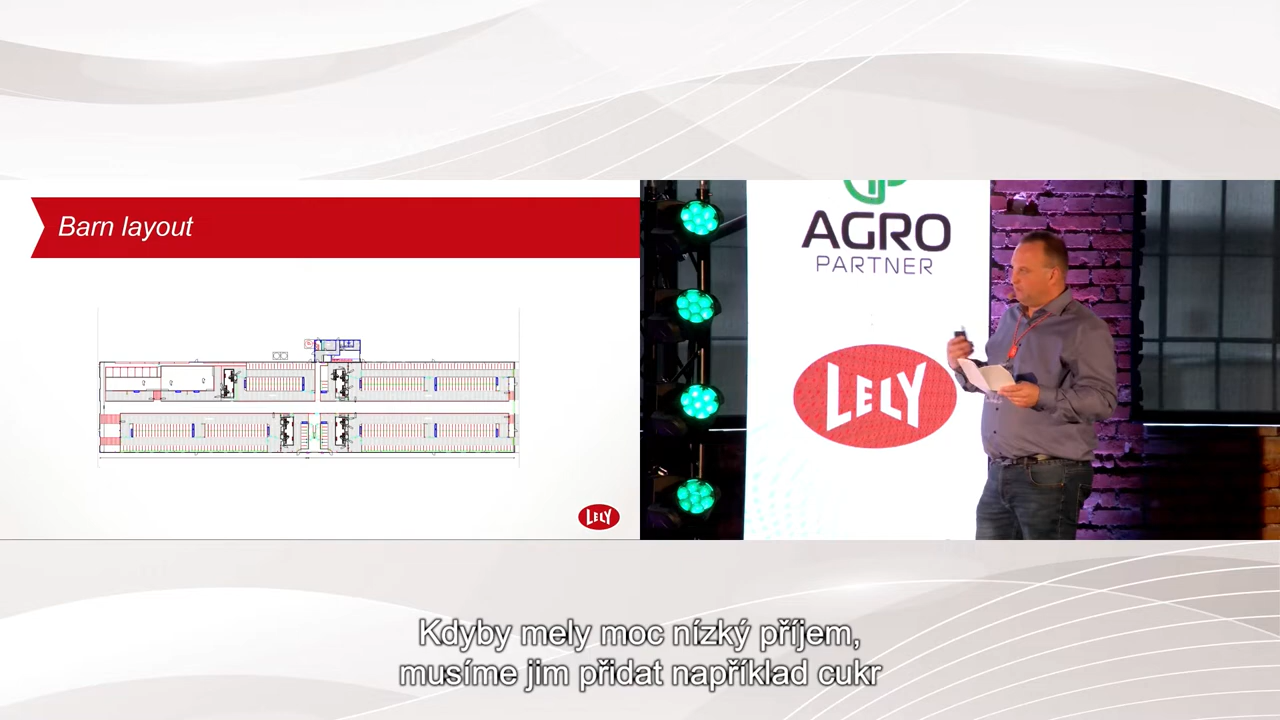 Barn layout
AGRO
PARTNER
LELY
LELY
Kdyby mely moc nízký příjem,
musíme jim přidat například cukr